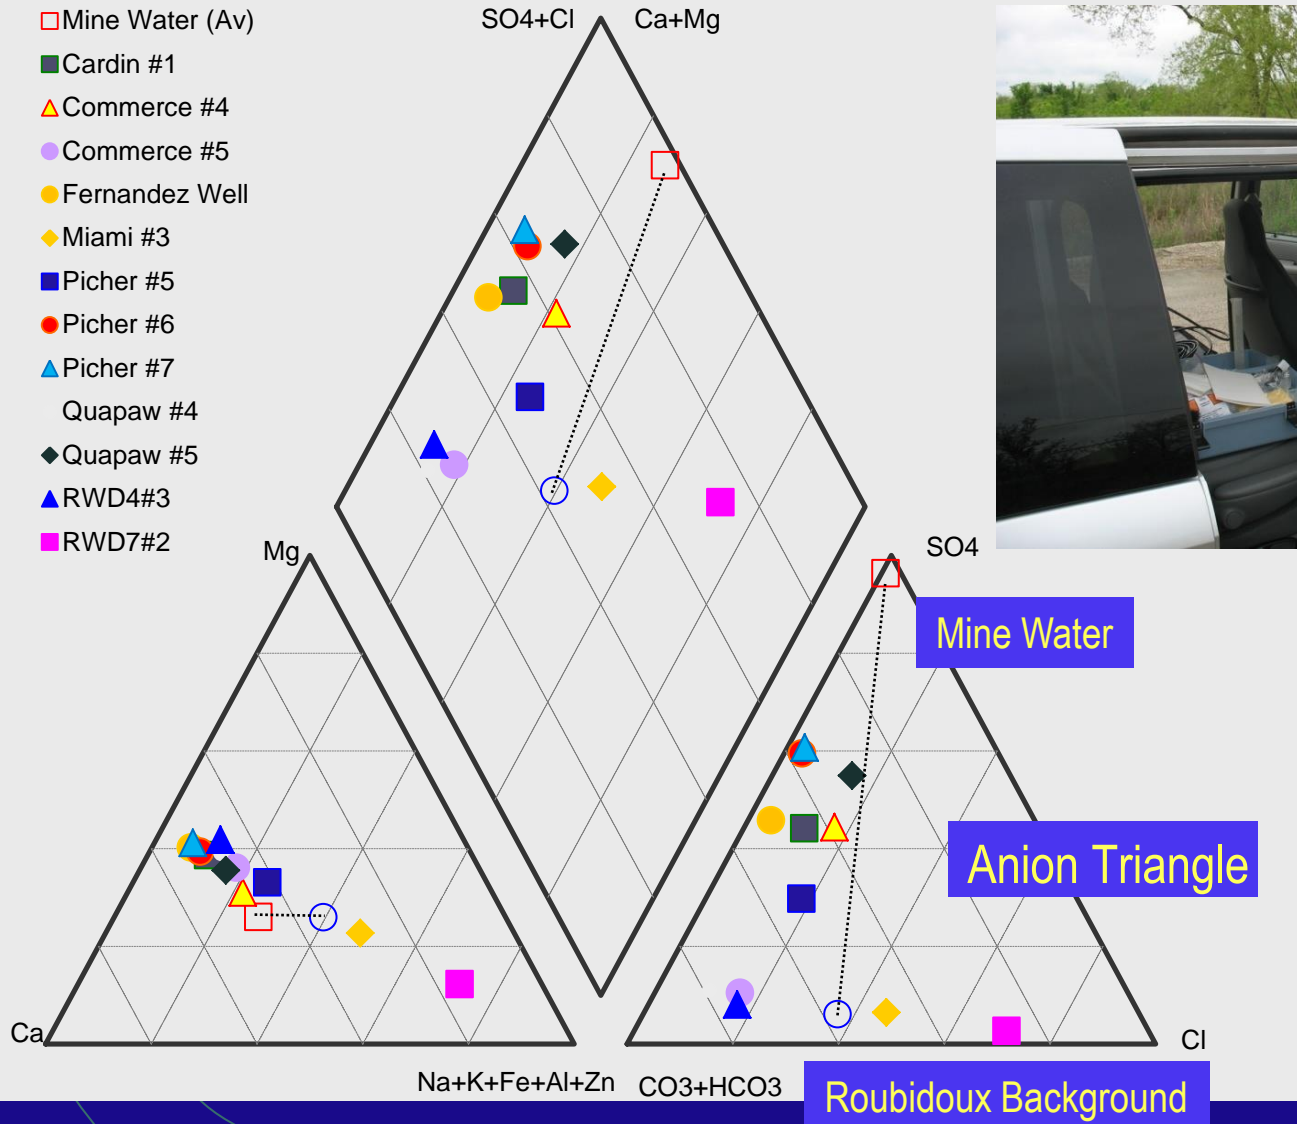 Mine Water (Av)
Cardin #1
Commerce #4
Commerce #5
Fernandez Well
Miami #3
Picher #5
Picher #6
Picher #7
Quapaw #4
Quapaw #5
RWD4#3
RWD7#2
SO4+Cl
Ca+Mg
Mg
SO4
Mine Water
Anion Triangle
Ca
Cl
Na+K+Fe+Al+Zn
CO3+HCO3
Roubidoux Background